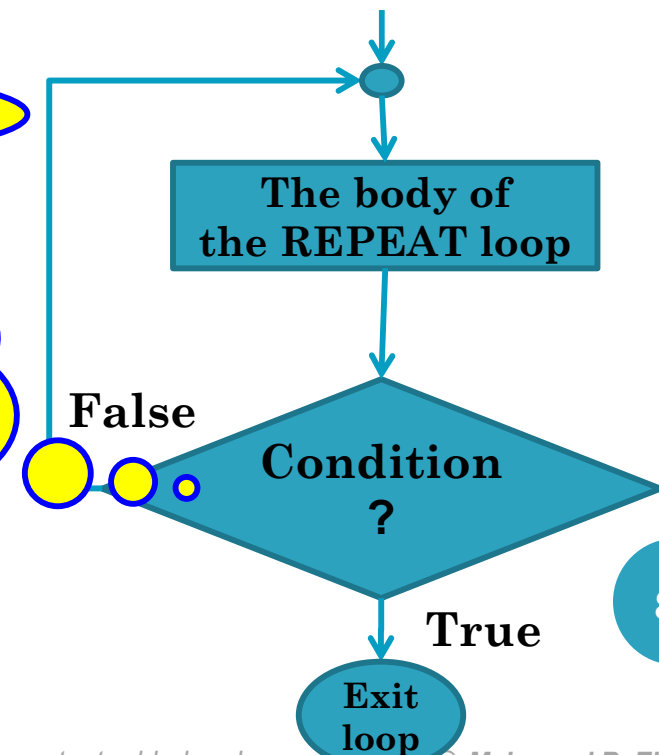 The body of
the REPEAT loop
False
Condition
?
True
Exit
loop